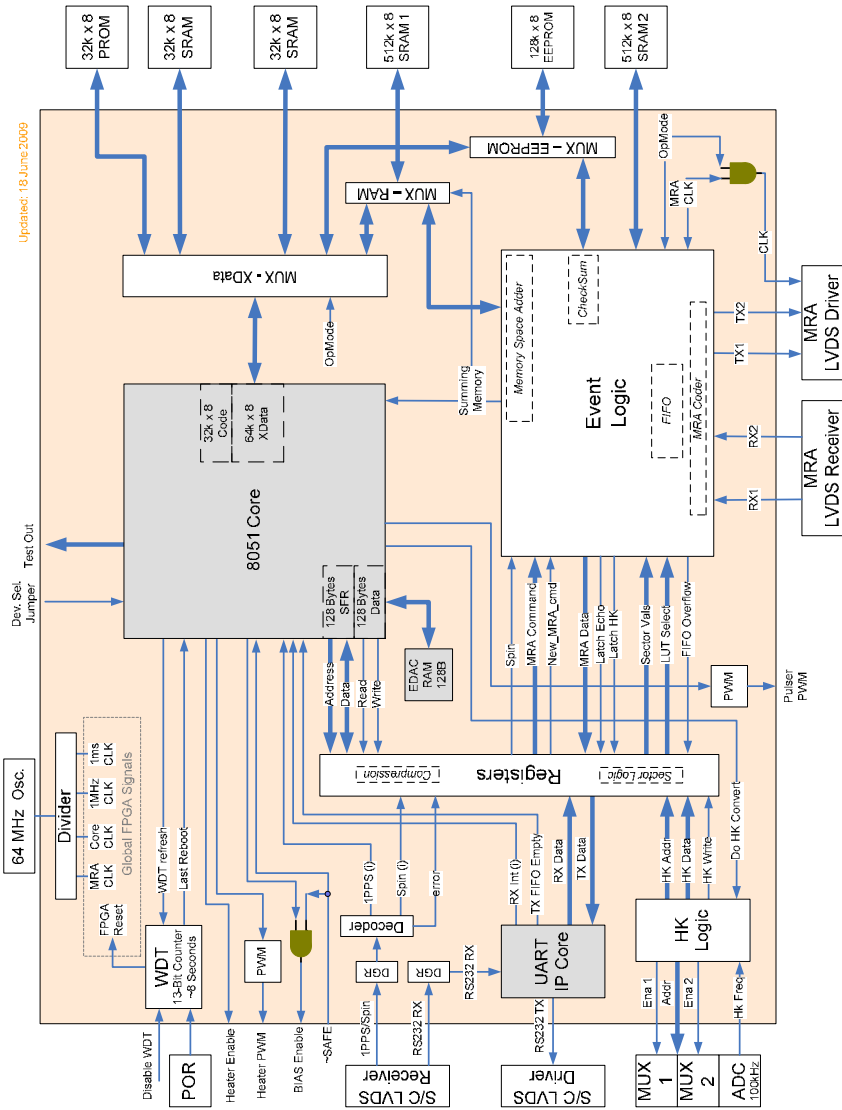 32k x 8
PROM
32k x 8
SRAM
32k x 8
SRAM
512k x 8
SRAM 1
128k x 8
EEPROM
512k x 8
SRAM 2
Updated: 18 June 2009
MUX - XData
MUX – RAM
MUX – EEPROM
OpMode
Summing
Memory
OpMode
MRA
CLK
CLK
Memory Space Adder
CheckSum
Event
Logic
FIFO
MRA Coder
TX1
TX2
RX1
RX2
MRA
LVDS Driver
MRA
LVDS Receiver
Dev. Sel.
Jumper
Test Out
8051 Core
32k x 8
Code
64k x 8
XData
128 Bytes
SFR
128 Bytes
Data
EDAC
RAM
128B
Address
Data
Read
Write
Spin
MRA Command
New_MRA_cmd
MRA Data
Latch Echo
Latch HK
Sector Vals
LUT Select
FIFO Overflow
PWM
Pulser
PWM
Registers
Compression
Sector Logic
64 MHz Osc.
Divider
MRA
CLK
Core
CLK
1MHz
CLK
1ms
CLK
Global FPGA Signals
FPGA
Reset
WDT refresh
Last Reboot
WDT
13-Bit Counter
~8 Seconds
Disable WDT
POR
Heater Enable
PWM
Heater PWM
BIAS Enable
~SAFE
1PPS (i)
Spin (i)
error
Decoder
DGR
DGR
1PPS/Spin
RS232 RX
RS232 RX
S/C LVDS
Receiver
RX Int (i)
TX FIFO Empty
RX Data
TX Data
UART
IP Core
RS232 TX
S/C LVDS
Driver
HK Addr
HK Data
HK Write
Do HK Convert
HK
Logic
Ena 1
Addr
Ena 2
Hk Freq
MUX
1
MUX
2
ADC
100kHz